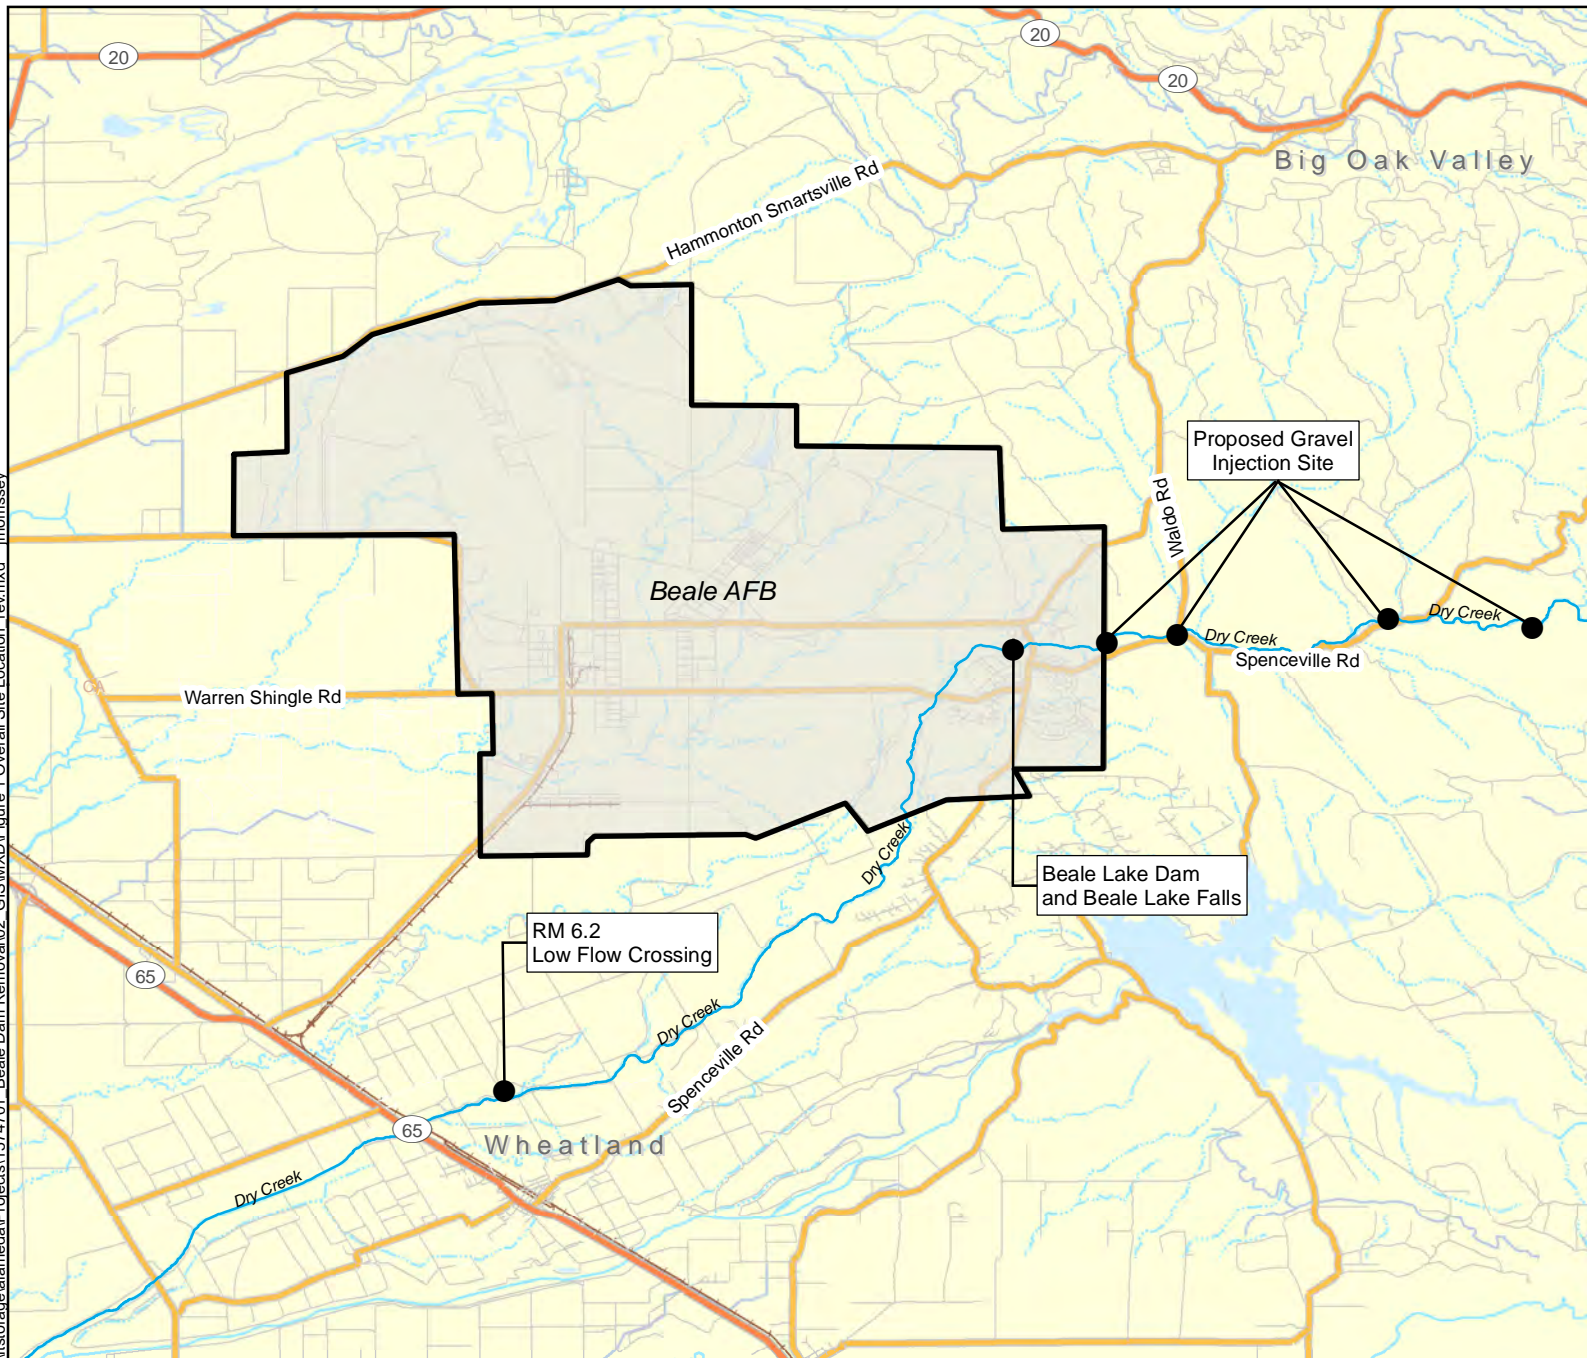 20
20
20
Big Oak Valley
Hammonton Smartsville Rd
Proposed Gravel
Injection Site
Waldo Rd
Beale AFB
Dry Creek
Dry Creek
Spenceville Rd
CA
Warren Shingle Rd
Dry Creek
Beale Lake Dam
and Beale Lake Falls
RM 6.2
Low Flow Crossing
65
Dry Creek
Spenceville Rd
65
Wheatland
Dry Creek